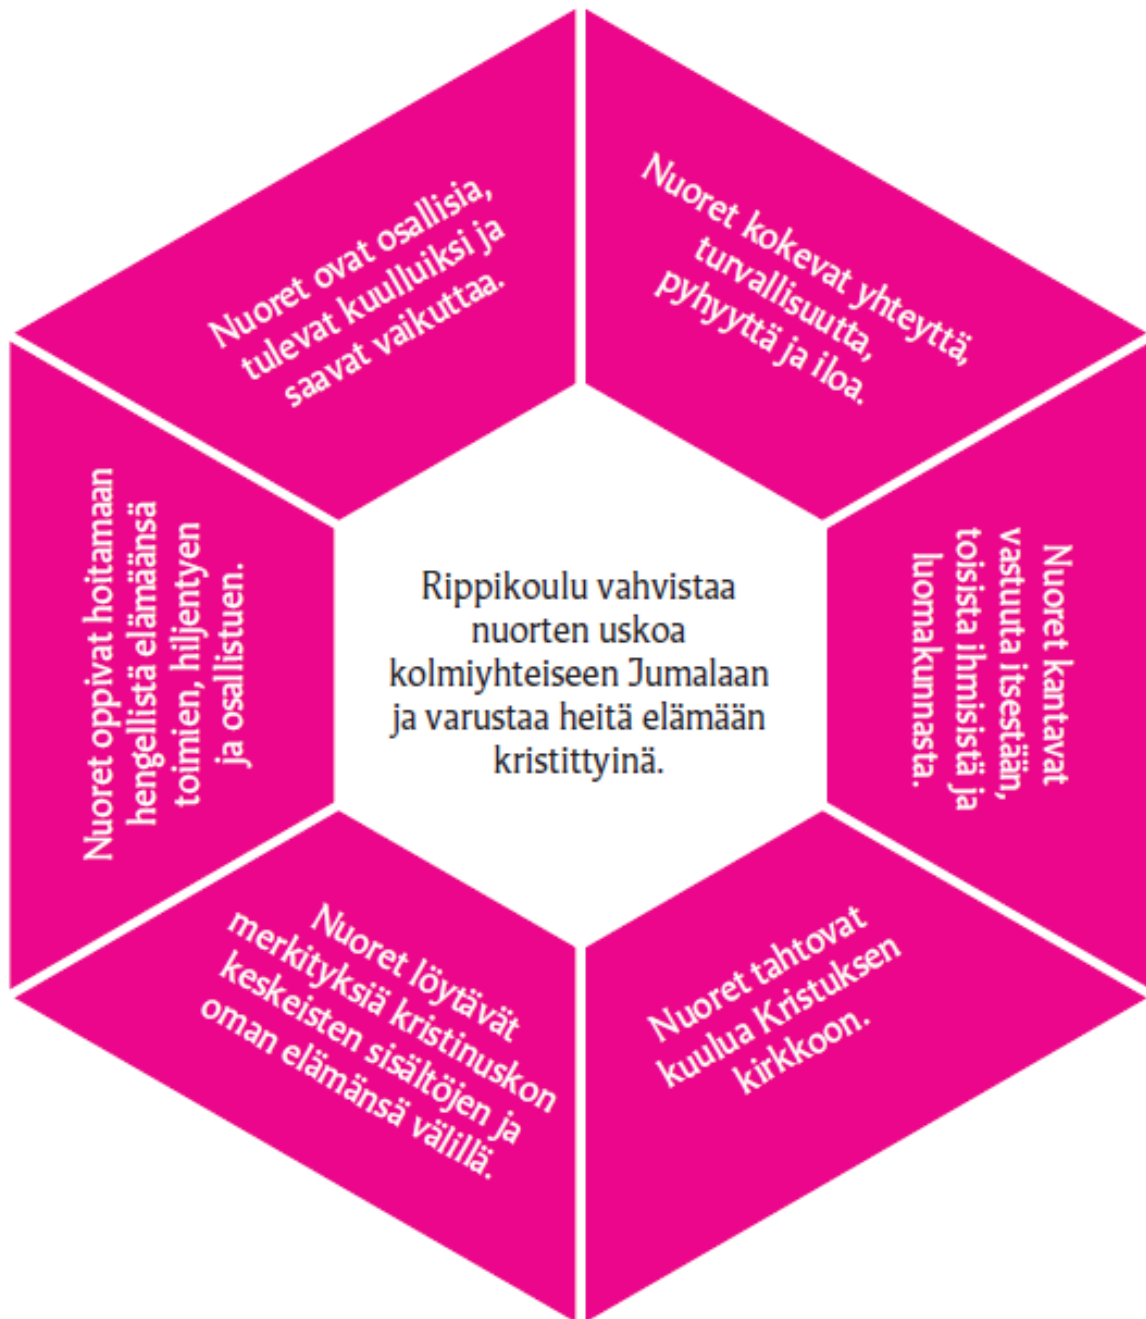 Nuoret ovat osallisia,
tulevat kuulluiksi ja
saavat vaikuttaa.
Nuoret kokevat yhteyttä,
turvallisuutta,
pyhyyttä ja iloa.
Nuoret kantavat
vastuuta itsestään,
toisista ihmisistä ja
luomakunnasta.
Nuoret tahtovat
kuulua Kristuksen
kirkkoon.
Nuoret löytävät
merkityksiä kristinuskon
keskeisten sisältöjen ja
oman elämänsä välillä.
Nuoret oppivat hoitamaan
hengellistä elämäänsä
toimien, hiljentyen
ja osallistuen.
Rippikoulu vahvistaa
nuorten uskoa
kolmiyhteiseen Jumalaan
ja varustaa heitä elämään
kristittyinä.